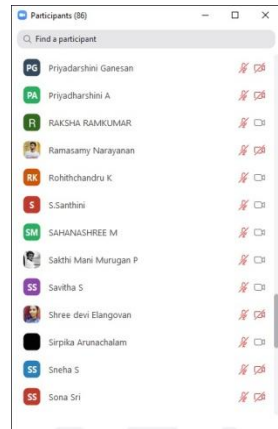 Participants (86)
Find a participant
PG Priyadarshini Ganesan
PA Priyadharshini A
R RAKSHA RAMKUMAR
Ramasamy Narayanan
RK Rohithchandru K
S S.Santhini
SM SAHANASHREE M
Sakthi Mani Murugan P
SS Savitha S
Shree devi Elangovan
Sirpika Arunachalam
SS Sneha S
SS Sona Sri